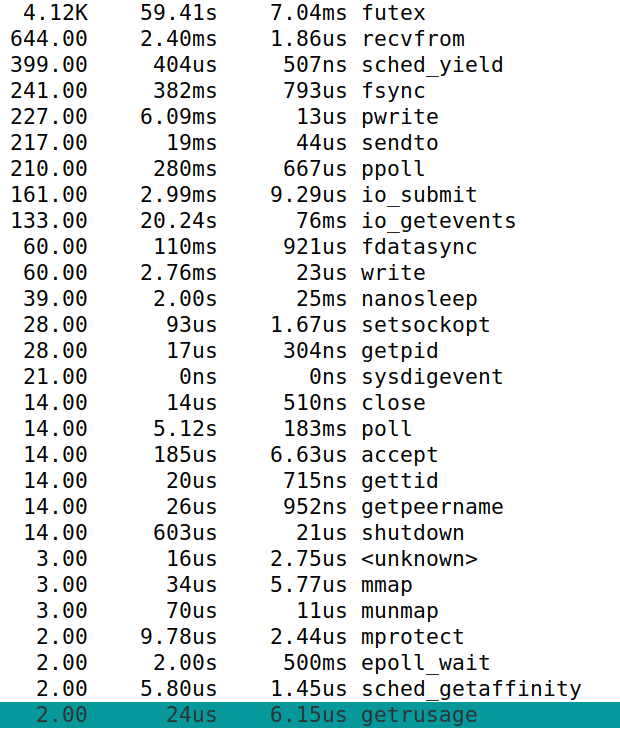 4.12K 59.41s 7.04ms futex
644.00 2.40ms 1.86us recvfrom
399.00 404us 507ns sched_yield
241.00 382ms 793us fsync
227.00 6.09ms 13us pwrite
217.00 19ms 44us sendto
210.00 280ms 667us ppoll
161.00 2.99ms 9.29us io_submit
133.00 20.24s 76ms io_getevents
60.00 110ms 921us fdatasync
60.00 2.76ms 23us write
39.00 2.00s 25ms nanosleep
28.00 93us 1.67us setsockopt
28.00 17us 304ns getpid
21.00 0ns 0ns sysdigevent
14.00 14us 510ns close
14.00 5.12s 183ms poll
14.00 185us 6.63us accept
14.00 20us 715ns gettid
14.00 26us 952ns getpeername
14.00 603us 21us shutdown
3.00 16us 2.75us <unknown>
3.00 34us 5.77us mmap
3.00 70us 11us munmap
2.00 9.78us 2.44us mprotect
2.00 2.00s 500ms epoll_wait
2.00 5.80us 1.45us sched_getaffinity
2.00 24us 6.15us getrusage